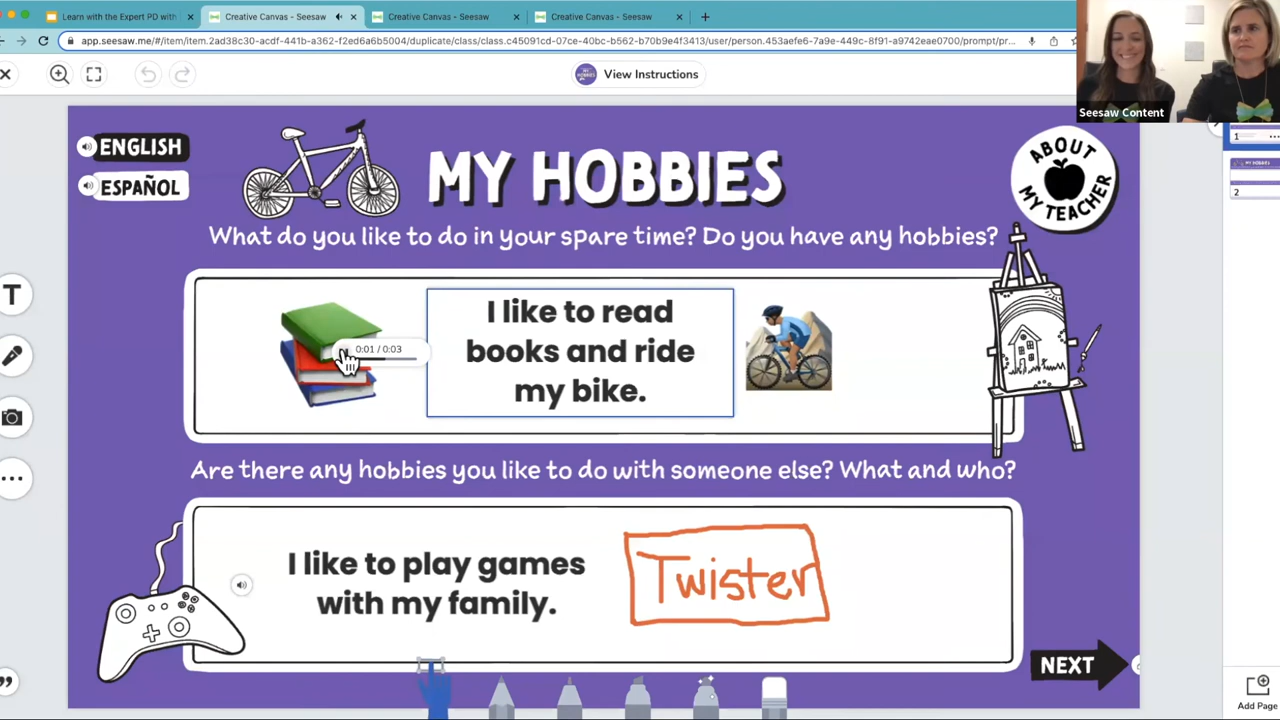 Learn with the Expert PD with
Creative Canvas - Seesaw
Creative Canvas - Seesaw
Creative Canvas - Seesaw
app.seesaw.me/#/item/item.2ad38c30-acdf-441b-a362-f2ed6a6b5004/duplicate/class/class.c45091cd-07ce-40bc-b562-b70b9e4f3413/user/person.453aefe6-7a9e-449c-8f91-a9742eae0700/prompt/pr...
View Instructions
Seesaw Content
ENGLISH
ESPAÑOL
MY HOBBIES
ABOUT
MY TEACHER
What do you like to do in your spare time? Do you have any hobbies?
I like to read
books and ride
my bike.
0:01 / 0:03
Are there any hobbies you like to do with someone else? What and who?
I like to play games
with my family.
Twister
NEXT
T
1
MY HOBBIES
2
Add Page